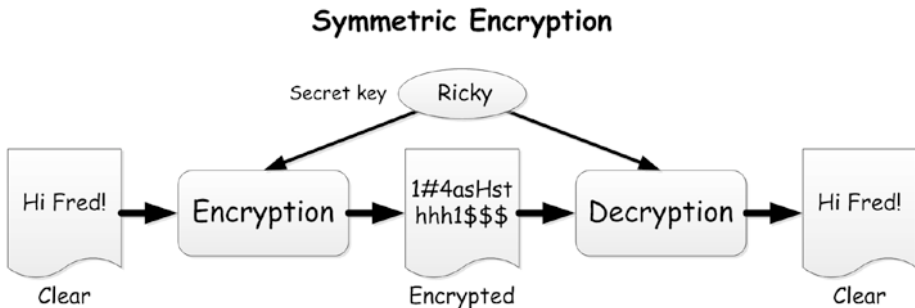 Symmetric Encryption
Secret key
Ricky
Hi Fred!
Encryption
1#4asHst
hhh1$$$
Decryption
Hi Fred!
Clear
Encrypted
Clear